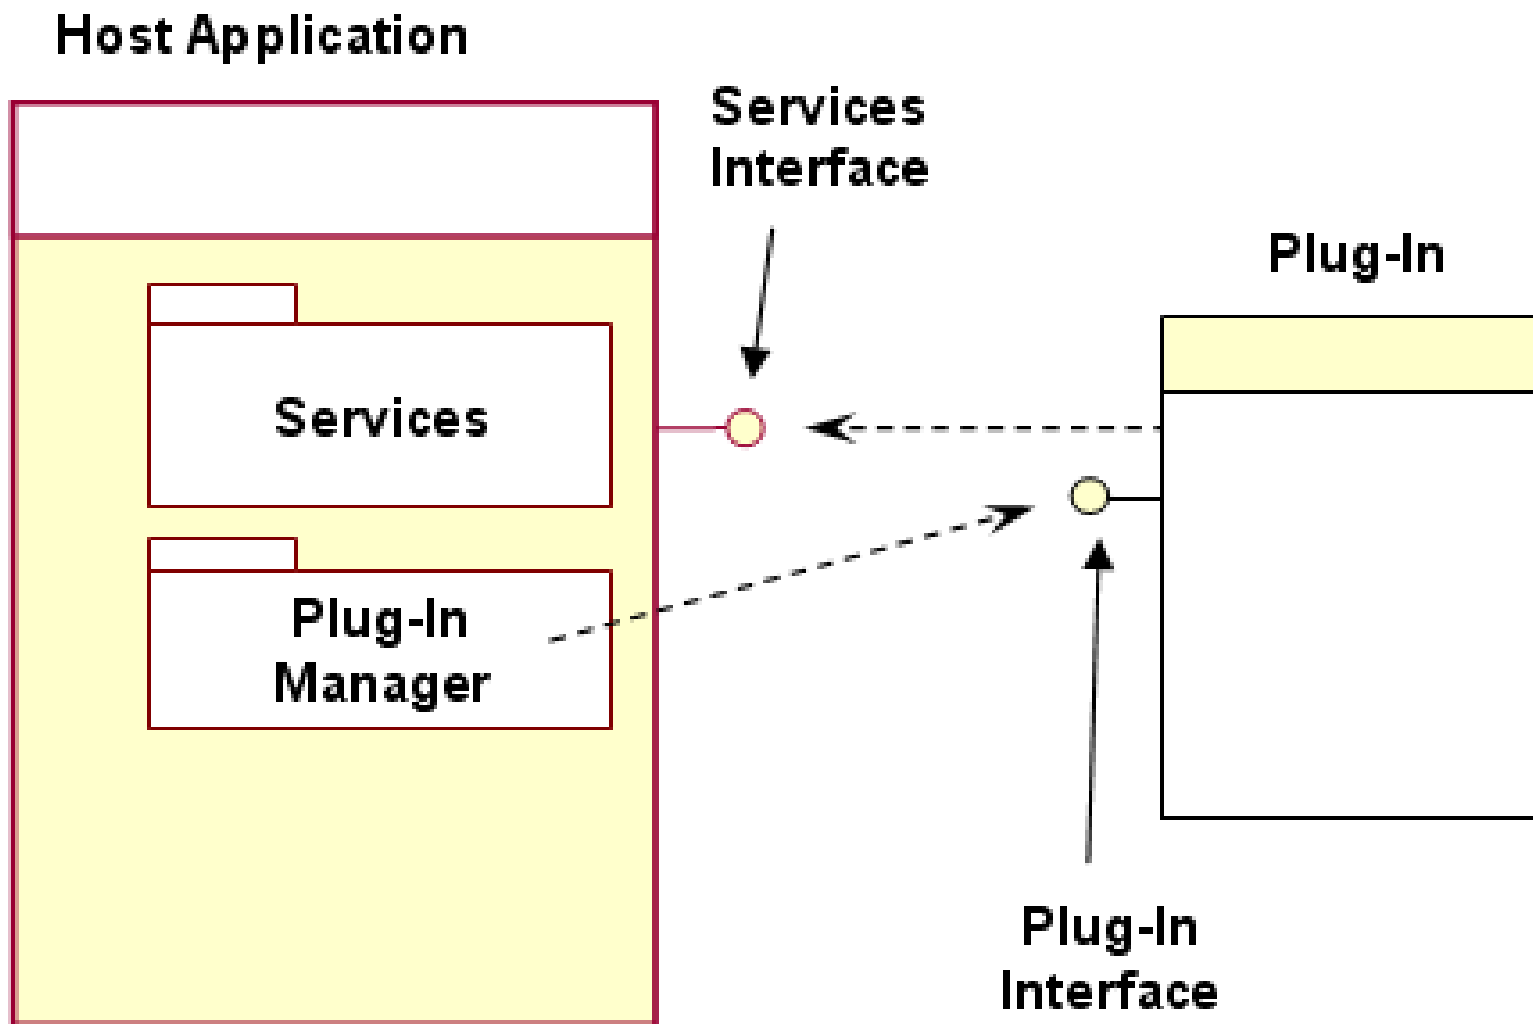 Host Application
Services
Interface
Plug-In
Services
Plug-In
Manager
Plug-In
Interface